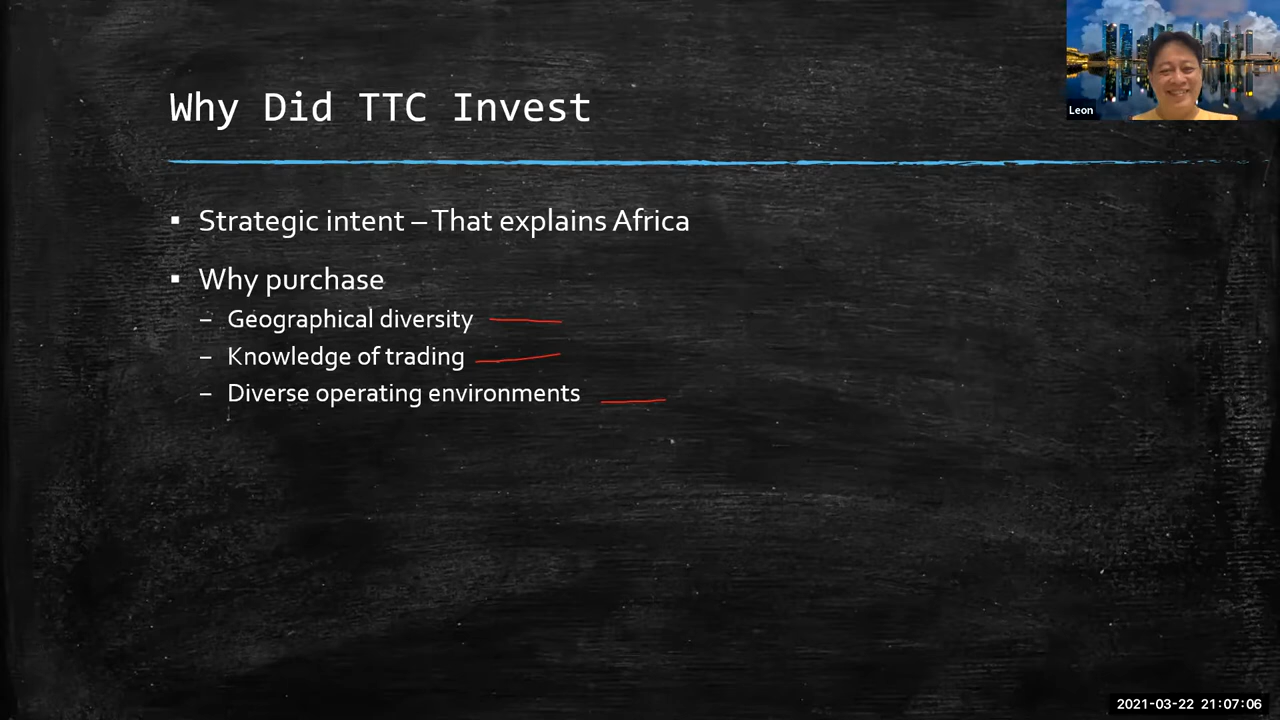 Why Did TTC Invest
Leon
▪ Strategic intent – That explains Africa
▪ Why purchase
– Geographical diversity
– Knowledge of trading
– Diverse operating environments
2021-03-22 21:07:06